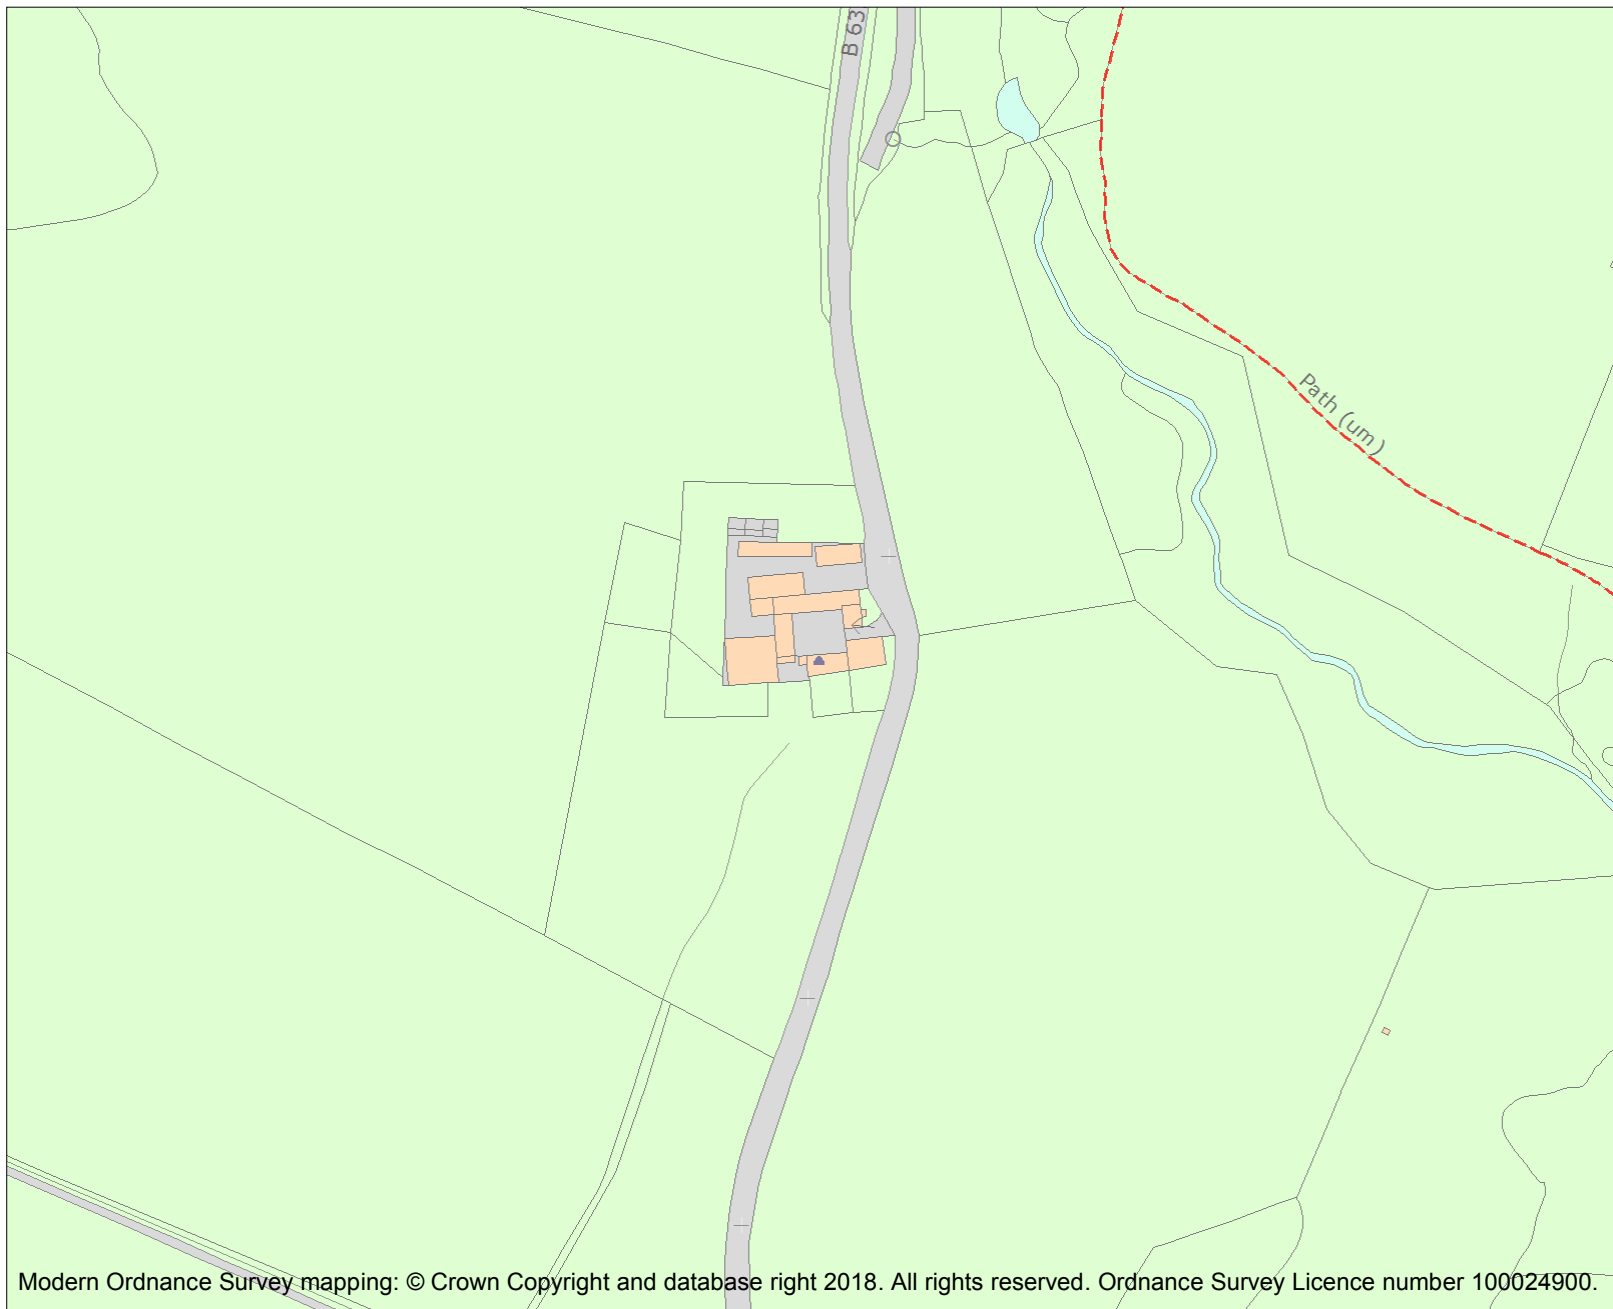 B 63
Path (um)
Modern Ordnance Survey mapping: © Crown Copyright and database right 2018. All rights reserved. Ordnance Survey Licence number 100024900.